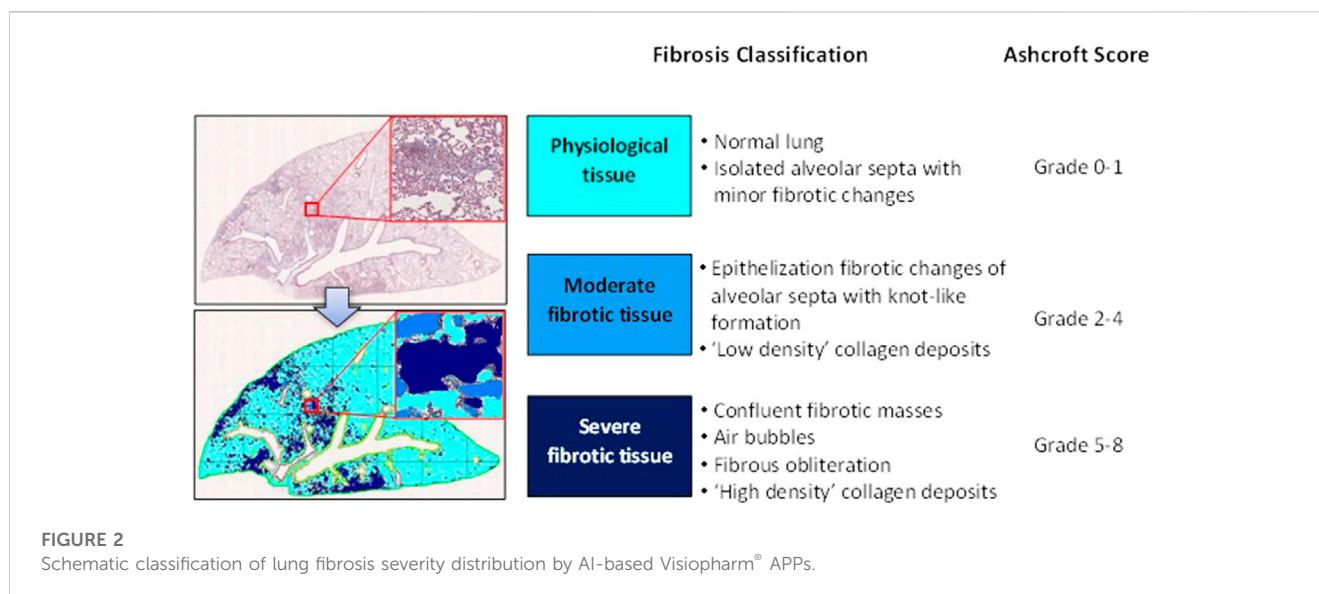 Fibrosis Classification
Ashcroft Score
Physiological
tissue
• Normal lung
• Isolated alveolar septa with
minor fibrotic changes
Grade 0-1
Moderate
fibrotic tissue
• Epithelization fibrotic changes of
alveolar septa with knot-like
formation
• 'Low density' collagen deposits
Grade 2-4
Severe
fibrotic tissue
• Confluent fibrotic masses
• Air bubbles
• Fibrous obliteration
• 'High density' collagen deposits
Grade 5-8
FIGURE 2
Schematic classification of lung fibrosis severity distribution by AI-based Visiopharm® APPs.